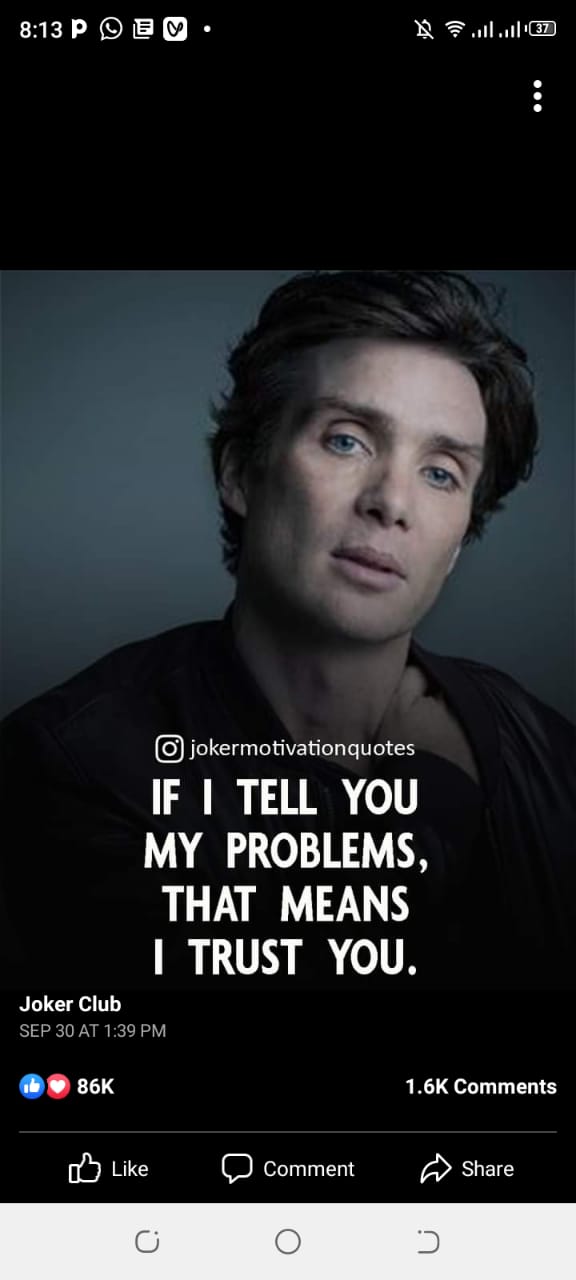 8:13
37
jokermotivationquotes
IF I TELL YOU
MY PROBLEMS,
THAT MEANS
I TRUST YOU.
Joker Club
SEP 30 AT 1:39 PM
86K 1.6K Comments
Like Comment Share